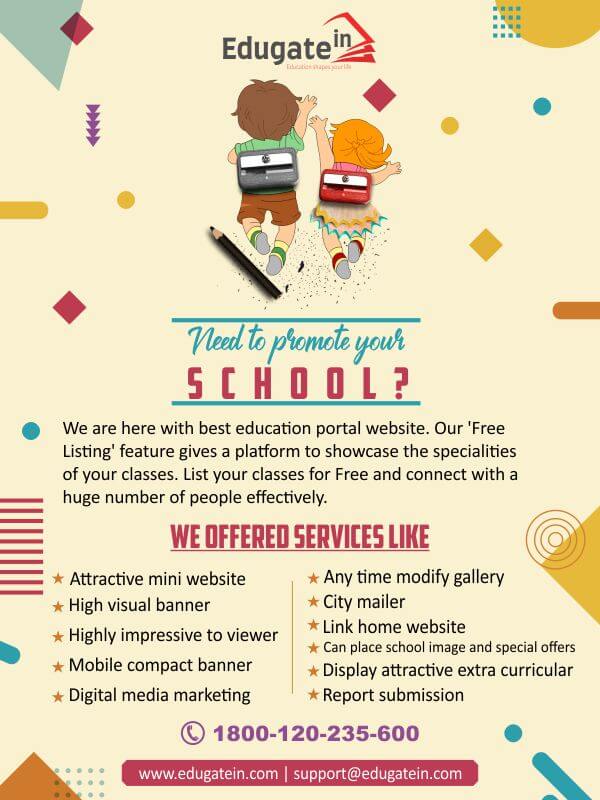 Edugatein
Education shapes your life
Need to promote your
SCHOOL?
We are here with best education portal website. Our 'Free
Listing' feature gives a platform to showcase the specialities
of your classes. List your classes for Free and connect with a
huge number of people effectively.
WE OFFERED SERVICES LIKE
Attractive mini website
High visual banner
Highly impressive to viewer
Mobile compact banner
Digital media marketing
Any time modify gallery
City mailer
Link home website
Can place school image and special offers
Display attractive extra curricular
Report submission
1800-120-235-600
www.edugatein.com | support@edugatein.com